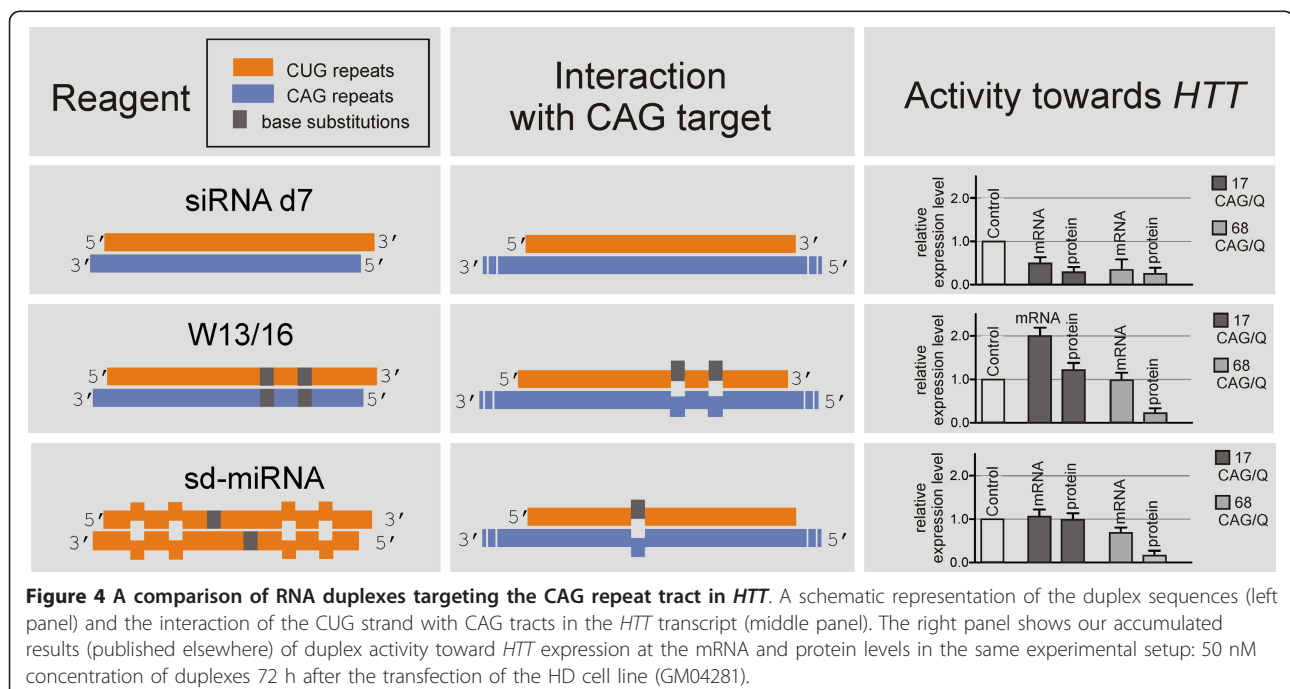 Reagent
CUG repeats
CAG repeats
base substitutions
Interaction
with CAG target
Activity towards HTT
siRNA d7
5′ 3′
3′ 5′
5′ 3′
3′ 5′
relative
expression level
2.0
1.0
0.0
Control
mRNA
protein
mRNA
protein
17
CAG/Q
68
CAG/Q
W13/16
5′ 3′
3′ 5′
5′ 3′
3′ 5′
relative
expression level
2.0
1.0
0.0
Control
mRNA
protein
mRNA
protein
17
CAG/Q
68
CAG/Q
sd-miRNA
5′ 3′
3′ 5′
5′ 3′
3′ 5′
relative
expression level
2.0
1.0
0.0
Control
mRNA
protein
mRNA
protein
17
CAG/Q
68
CAG/Q
Figure 4 A comparison of RNA duplexes targeting the CAG repeat tract in HTT. A schematic representation of the duplex sequences (left
panel) and the interaction of the CUG strand with CAG tracts in the HTT transcript (middle panel). The right panel shows our accumulated
results (published elsewhere) of duplex activity toward HTT expression at the mRNA and protein levels in the same experimental setup: 50 nM
concentration of duplexes 72 h after the transfection of the HD cell line (GM04281).